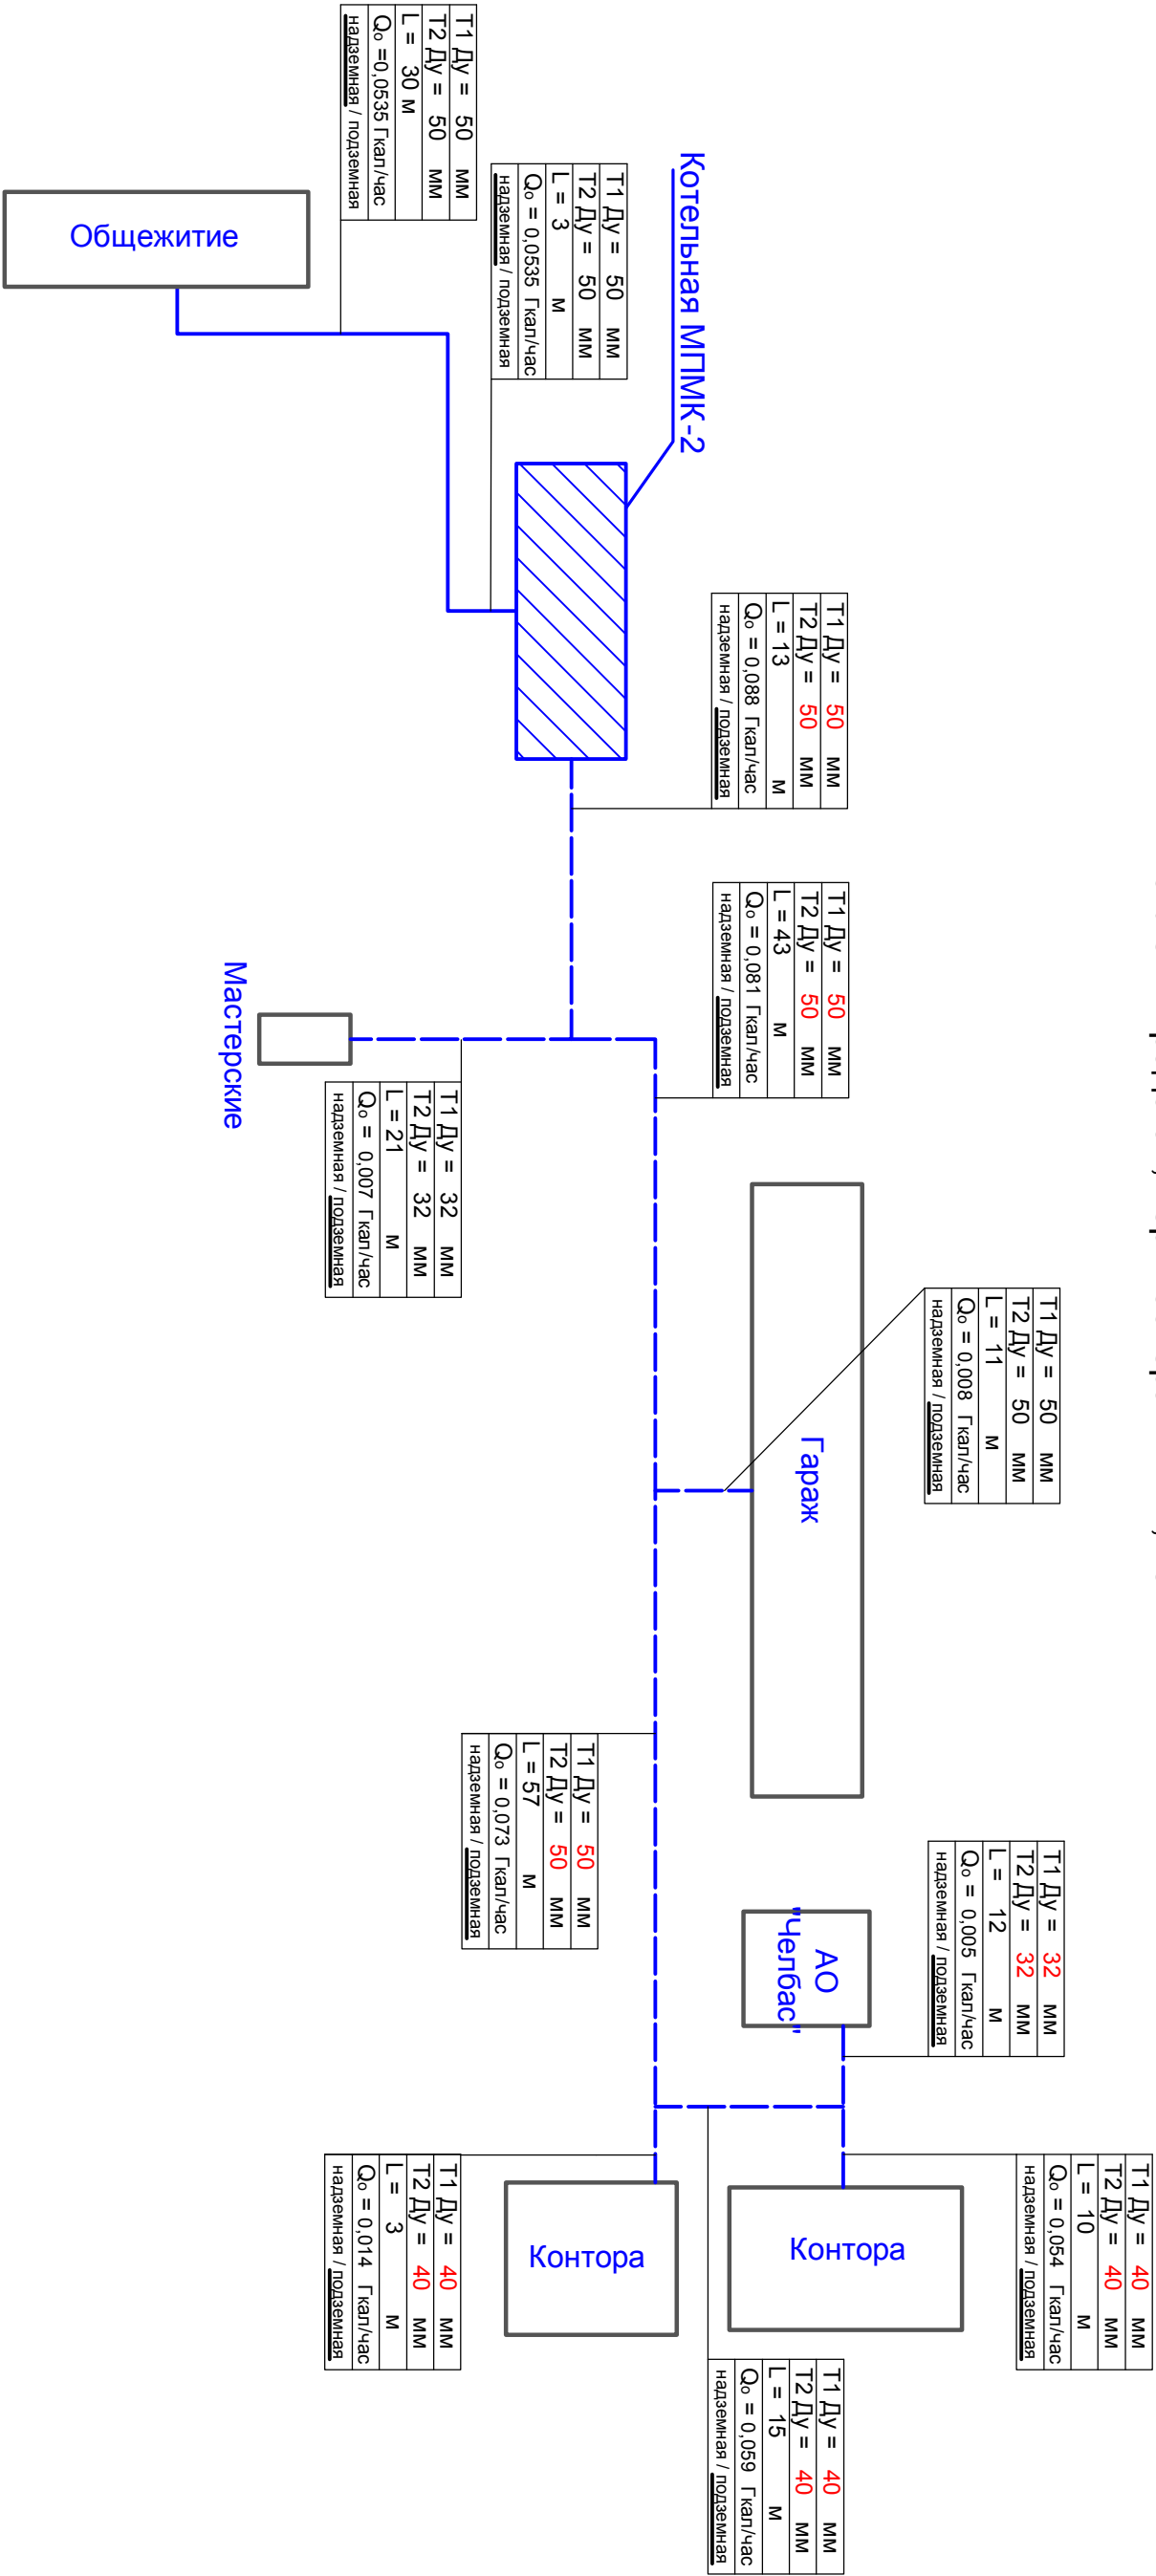 Котельная МПМК-2
Т1 Ду = 50 мм
Т2 Ду = 50 мм
L = 30 м
Qо =0,0535 Гкал/час
надземная / подземная
Т1 Ду = 50 мм
Т2 Ду = 50 мм
L = 3 м
Qо = 0,0535 Гкал/час
надземная / подземная
Общежитие
Т1 Ду = 50 мм
Т2 Ду = 50 мм
L = 13 м
Qо = 0,088 Гкал/час
надземная / подземная
Т1 Ду = 50 мм
Т2 Ду = 50 мм
L = 43 м
Qо = 0,081 Гкал/час
надземная / подземная
Мастерские
Т1 Ду = 32 мм
Т2 Ду = 32 мм
L = 21 м
Qо = 0,007 Гкал/час
надземная / подземная
Т1 Ду = 50 мм
Т2 Ду = 50 мм
L = 11 м
Qо = 0,008 Гкал/час
надземная / подземная
Гараж
Т1 Ду = 50 мм
Т2 Ду = 50 мм
L = 57 м
Qо = 0,073 Гкал/час
надземная / подземная
Т1 Ду = 32 мм
Т2 Ду = 32 мм
L = 12 м
Qо = 0,005 Гкал/час
надземная / подземная
АО
"Челбас"
Т1 Ду = 40 мм
Т2 Ду = 40 мм
L = 10 м
Qо = 0,054 Гкал/час
надземная / подземная
Контора
Контора
Т1 Ду = 40 мм
Т2 Ду = 40 мм
L = 3 м
Qо = 0,014 Гкал/час
надземная / подземная
Т1 Ду = 40 мм
Т2 Ду = 40 мм
L = 15 м
Qо = 0,059 Гкал/час
надземная / подземная